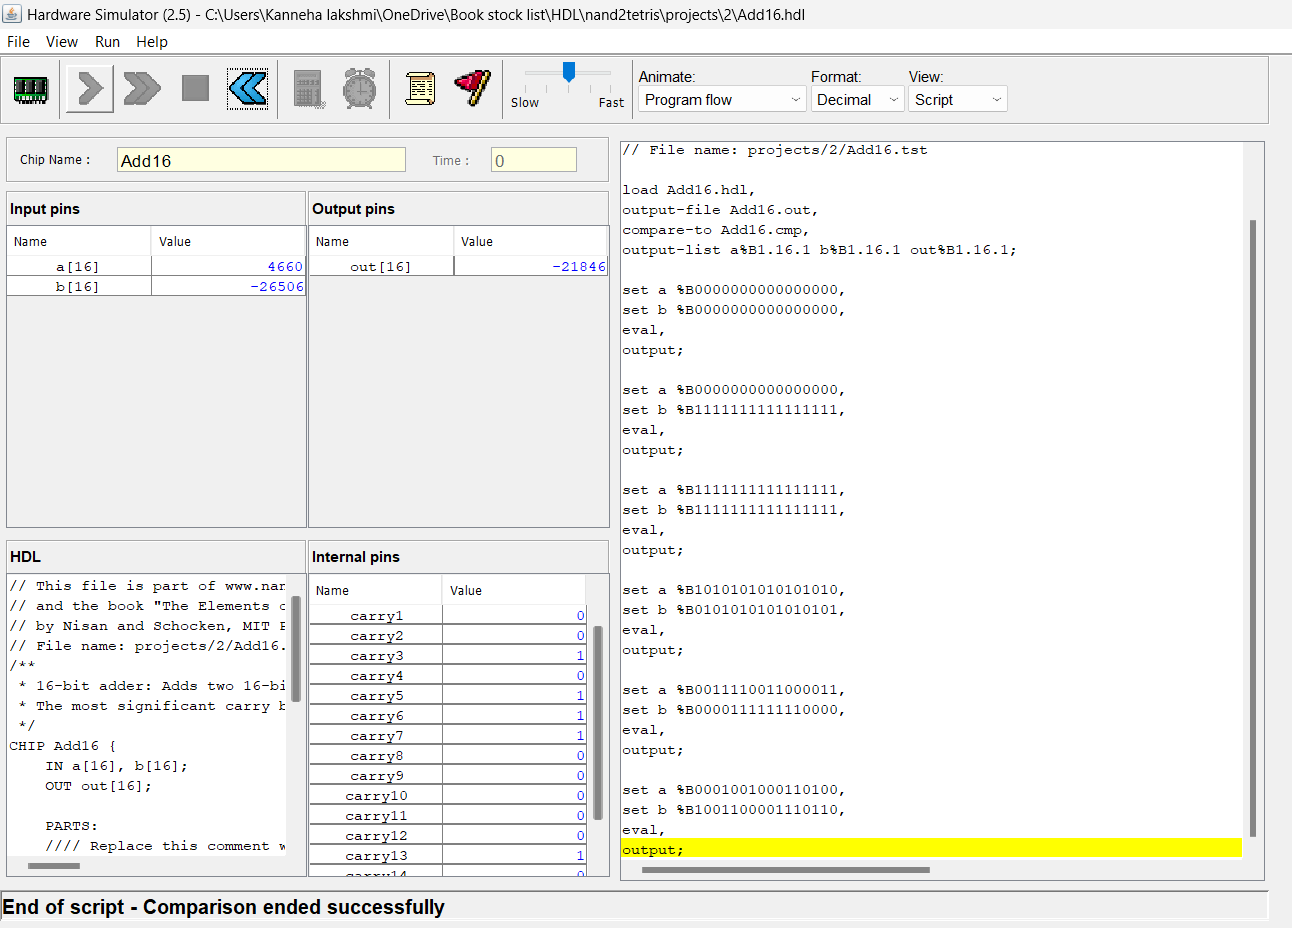 Hardware Simulator (2.5) - C:\Users\Kanneha lakshmi\OneDrive\Book stock list\HDL\nand2tetris\projects\2\Add16.hdl
File View Run Help
Slow Fast
Animate: Format: View:
Program flow Decimal Script
Chip Name : Add16 Time : 0
Input pins
Name Value
a[16] 4660
b[16] -26506
Output pins
Name Value
out[16] -21846
HDL
// This file is part of www.nan
// and the book "The Elements o
// by Nisan and Schocken, MIT P
// File name: projects/2/Add16.
/**
* 16-bit adder: Adds two 16-bi
* The most significant carry b
*/
CHIP Add16 {
IN a[16], b[16];
OUT out[16];
PARTS:
//// Replace this comment w
Internal pins
Name Value
carry1 0
carry2 0
carry3 1
carry4 0
carry5 1
carry6 1
carry7 1
carry8 0
carry9 0
carry10 0
carry11 0
carry12 0
carry13 1
carry14 0
// File name: projects/2/Add16.tst
load Add16.hdl,
output-file Add16.out,
compare-to Add16.cmp,
output-list a%B1.16.1 b%B1.16.1 out%B1.16.1;
set a %B0000000000000000,
set b %B0000000000000000,
eval,
output;
set a %B0000000000000000,
set b %B1111111111111111,
eval,
output;
set a %B1111111111111111,
set b %B1111111111111111,
eval,
output;
set a %B1010101010101010,
set b %B0101010101010101,
eval,
output;
set a %B0011110011000011,
set b %B0000111111110000,
eval,
output;
set a %B0001001000110100,
set b %B1001100001110110,
eval,
output;
End of script - Comparison ended successfully